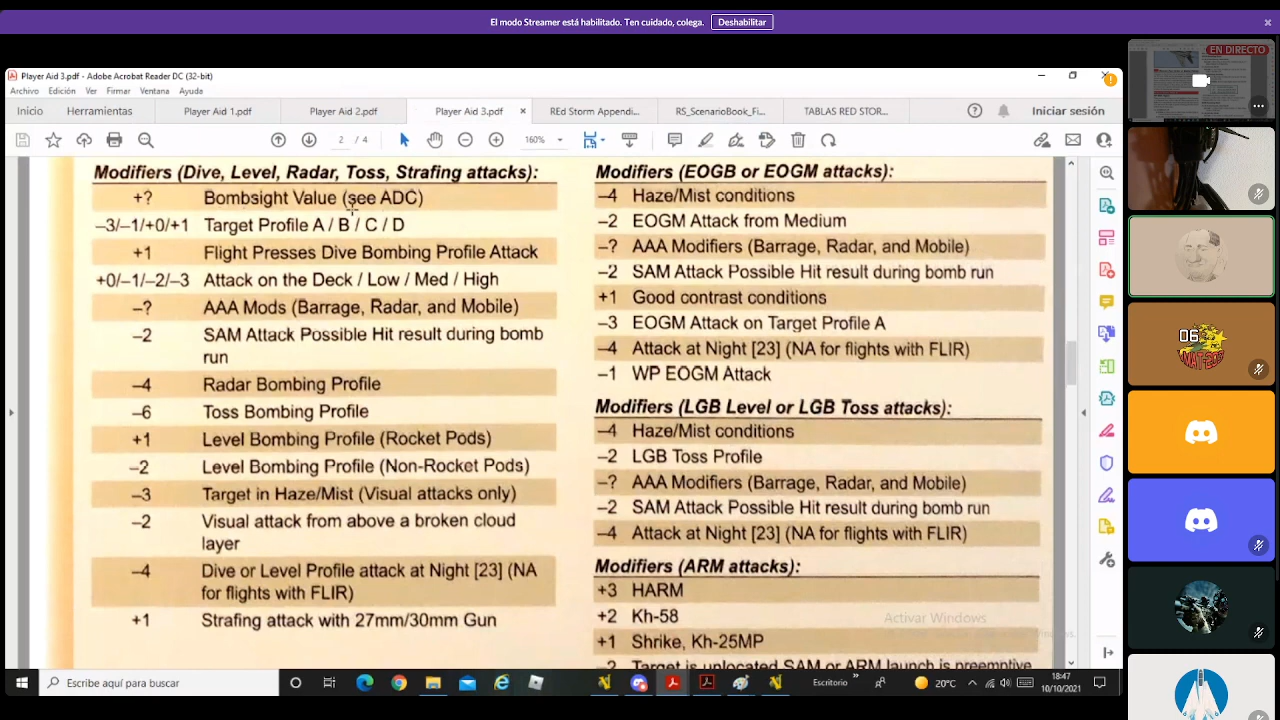 El modo Streamer está habilitado. Ten cuidado, colega.
Deshabilitar
EN DIRECTO
Player Aid 3.pdf - Adobe Acrobat Reader DC (32-bit)
Archivo Edición Ver Firmar Ventana Ayuda
Inicio Herramientas Player Aid 1.pdf Player Aid 2.pdf Player Aid 3.pdf REd Storm Appendi... RS_ScenarioBook_Fi... TABLAS RED STOR... Iniciar sesión
2 / 4 160%
Modifiers (Dive, Level, Radar, Toss, Strafing attacks):
+? Bombsight Value (see ADC)
–3/–1/+0/+1 Target Profile A / B / C / D
+1 Flight Presses Dive Bombing Profile Attack
+0/–1/–2/–3 Attack on the Deck / Low / Med / High
–? AAA Mods (Barrage, Radar, and Mobile)
–2 SAM Attack Possible Hit result during bomb
run
–4 Radar Bombing Profile
–6 Toss Bombing Profile
+1 Level Bombing Profile (Rocket Pods)
–2 Level Bombing Profile (Non-Rocket Pods)
–3 Target in Haze/Mist (Visual attacks only)
–2 Visual attack from above a broken cloud
layer
–4 Dive or Level Profile attack at Night [23] (NA
for flights with FLIR)
+1 Strafing attack with 27mm/30mm Gun
Modifiers (EOGB or EOGM attacks):
–4 Haze/Mist conditions
–2 EOGM Attack from Medium
–? AAA Modifiers (Barrage, Radar, and Mobile)
–2 SAM Attack Possible Hit result during bomb run
+1 Good contrast conditions
–3 EOGM Attack on Target Profile A
–4 Attack at Night [23] (NA for flights with FLIR)
–1 WP EOGM Attack
Modifiers (LGB Level or LGB Toss attacks):
–4 Haze/Mist conditions
–2 LGB Toss Profile
–? AAA Modifiers (Barrage, Radar, and Mobile)
–2 SAM Attack Possible Hit result during bomb run
–4 Attack at Night [23] (NA for flights with FLIR)
Modifiers (ARM attacks):
+3 HARM
+2 Kh-58
+1 Shrike, Kh-25MP
–2 Target is unlocated SAM or ARM launch is preemptive
Activar Windows
06
Escribe aquí para buscar
Escritorio
20°C
18:47
10/10/2021